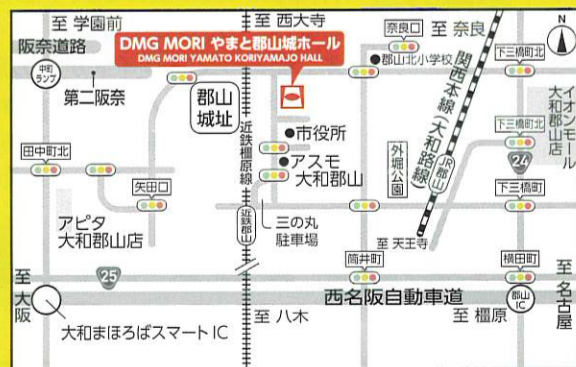 至 学園前
至 西大寺
奈良口
至 奈良
N
阪奈道路
DMG MORI やまと郡山城ホール
DMG MORI YAMATO KORIYAMAJO HALL
郡山北小学校
下三橋町北
中町
ランプ
第二阪奈
郡山
城址
近鉄橿原線
市役所
アスモ
大和郡山
外堀公園
関西本線(大和路線)
JR郡山
下三橋町北
イオンモール
大和郡山店
24
田中町北
矢田口
アピタ
大和郡山店
近鉄郡山
三の丸
駐車場
下三橋町
至 天王寺
至 大阪
25
筒井町
横田町
西名阪自動車道
郡山
IC
至 名古屋
大和まほろばスマートIC
至 八木
至 橿原